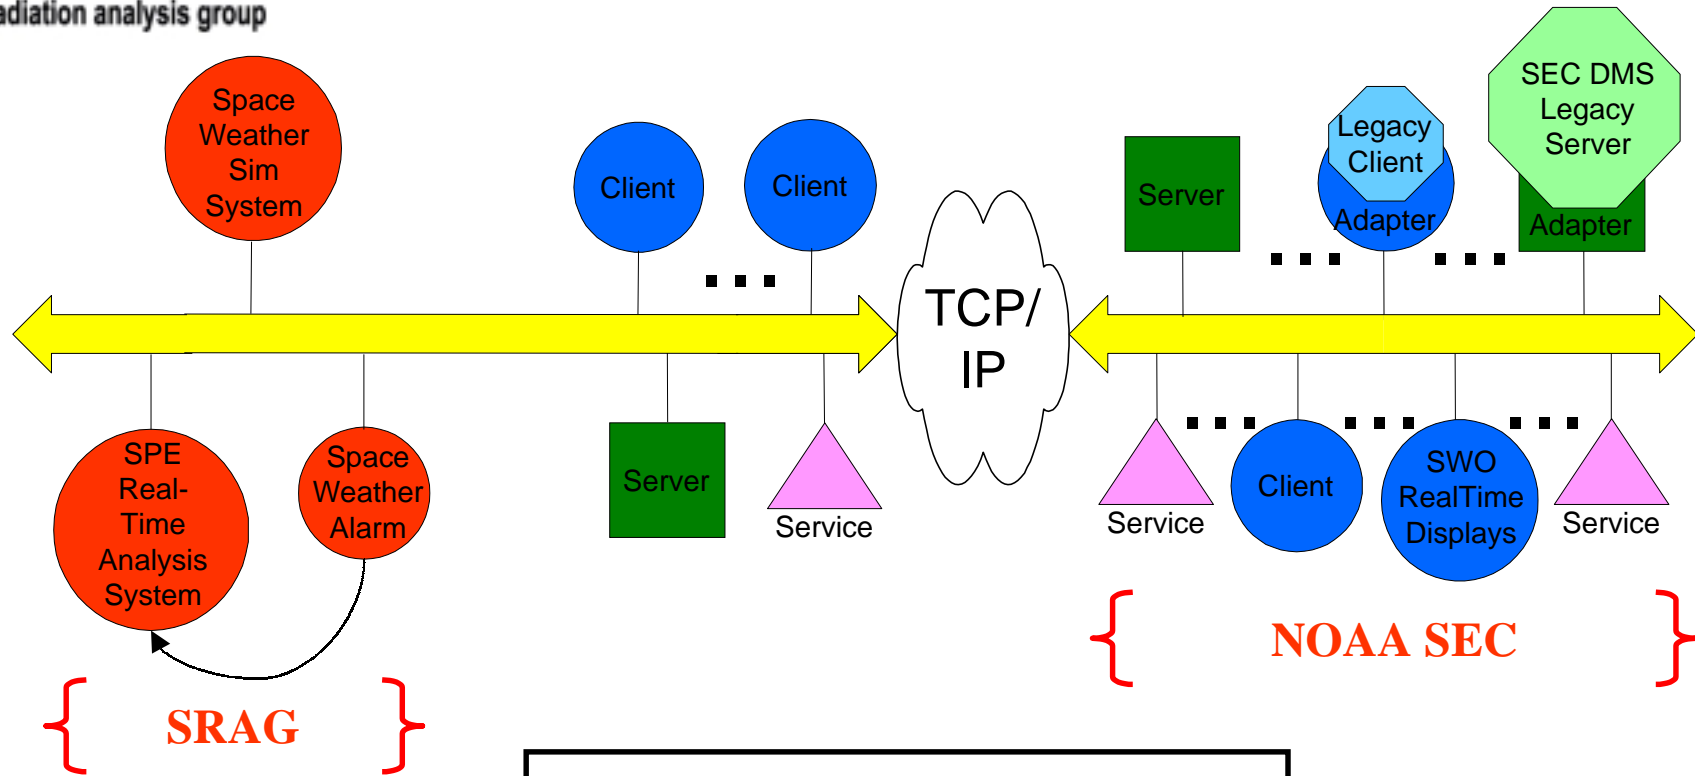 adiation analysis group
Space
Weather
Sim
System
Client
Client
Server
Legacy
Client
Adapter
SEC DMS
Legacy
Server
Adapter
TCP/
IP
SPE
Real-
Time
Analysis
System
Space
Weather
Alarm
Server
Service
Service
Client
SWO
RealTime
Displays
Service
SRAG
NOAA SEC